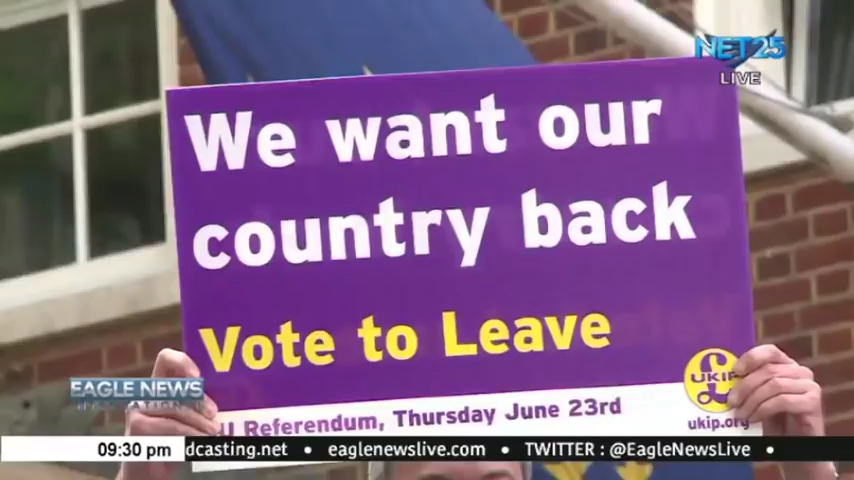 NET25
LIVE
We want our
country back
Vote to Leave
UKIP
U Referendum, Thursday June 23rd
ukip.org
EAGLE NEWS
INTERNATIONAL
09:30 pm
dcasting.net • eaglenewslive.com • TWITTER : @EagleNewsLive •